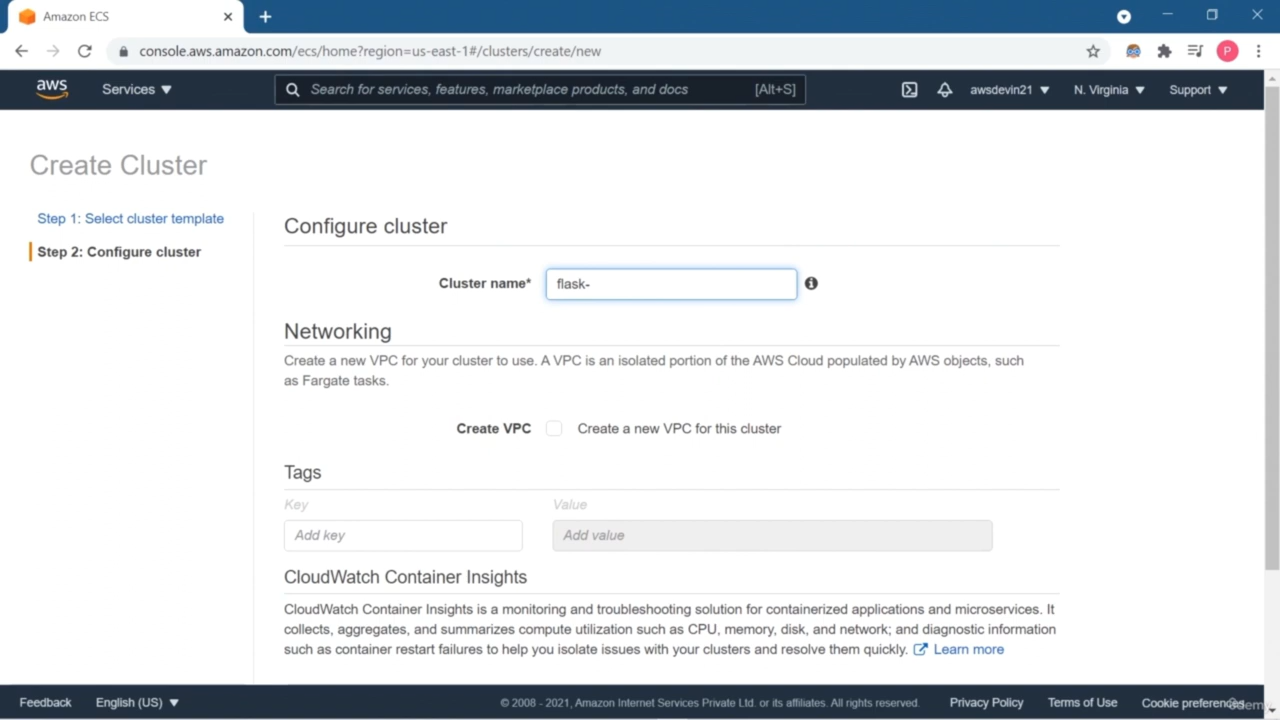 Amazon ECS
console.aws.amazon.com/ecs/home?region=us-east-1#/clusters/create/new
P
aws
Services
Search for services, features, marketplace products, and docs
[Alt+S]
awsdevin21
N. Virginia
Support
Create Cluster
Step 1: Select cluster template
Step 2: Configure cluster
Configure cluster
Cluster name*
flask-
Networking
Create a new VPC for your cluster to use. A VPC is an isolated portion of the AWS Cloud populated by AWS objects, such
as Fargate tasks.
Create VPC
Create a new VPC for this cluster
Tags
Key
Value
Add key
Add value
CloudWatch Container Insights
CloudWatch Container Insights is a monitoring and troubleshooting solution for containerized applications and microservices. It
collects, aggregates, and summarizes compute utilization such as CPU, memory, disk, and network; and diagnostic information
such as container restart failures to help you isolate issues with your clusters and resolve them quickly. Learn more
Feedback
English (US)
© 2008 - 2021, Amazon Internet Services Private Ltd. or its affiliates. All rights reserved.
Privacy Policy
Terms of Use
Cookie preferences
Udemy